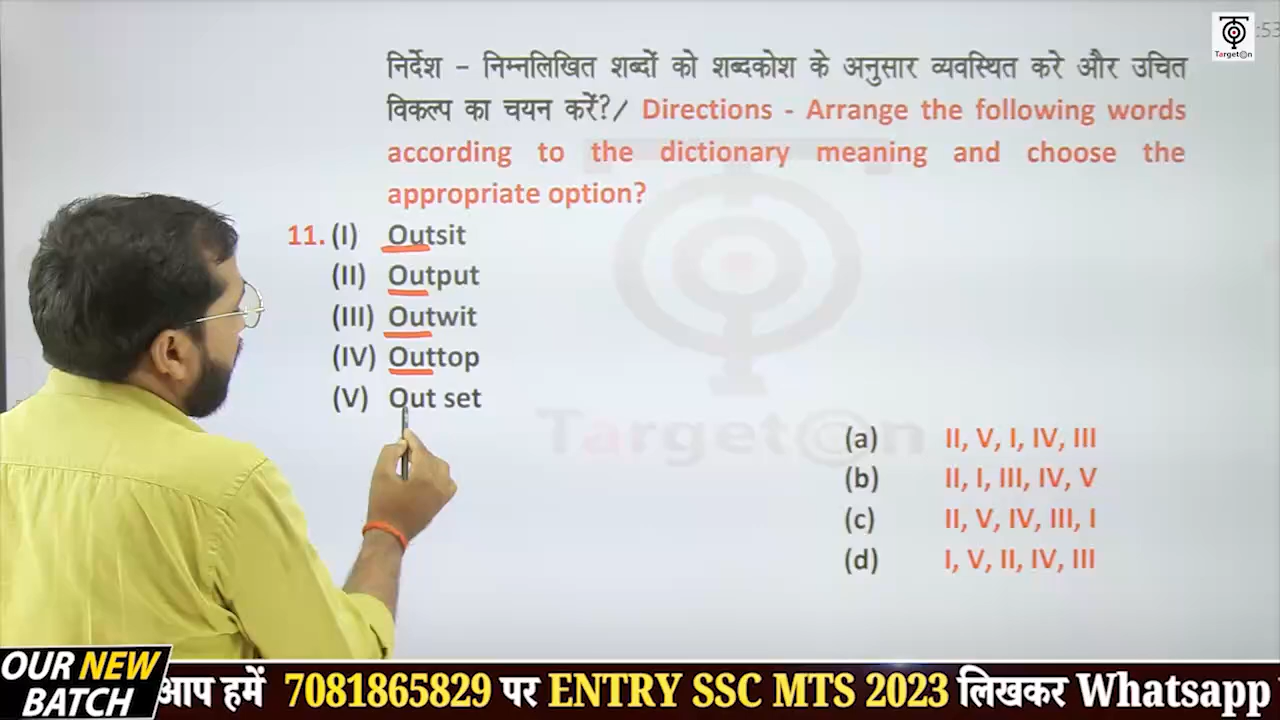 :53
Target@n
निर्देश – निम्नलिखित शब्दों को शब्दकोश के अनुसार व्यवस्थित करे और उचित
विकल्प का चयन करें?/ Directions - Arrange the following words
according to the dictionary meaning and choose the
appropriate option?
11. (I) Outsit
(II) Output
(III) Outwit
(IV) Outtop
(V) Out set
Target@n
(a) II, V, I, IV, III
(b) II, I, III, IV, V
(c) II, V, IV, III, I
(d) I, V, II, IV, III
OUR NEW
BATCH
आप हमें 7081865829 पर ENTRY SSC MTS 2023 लिखकर Whatsapp